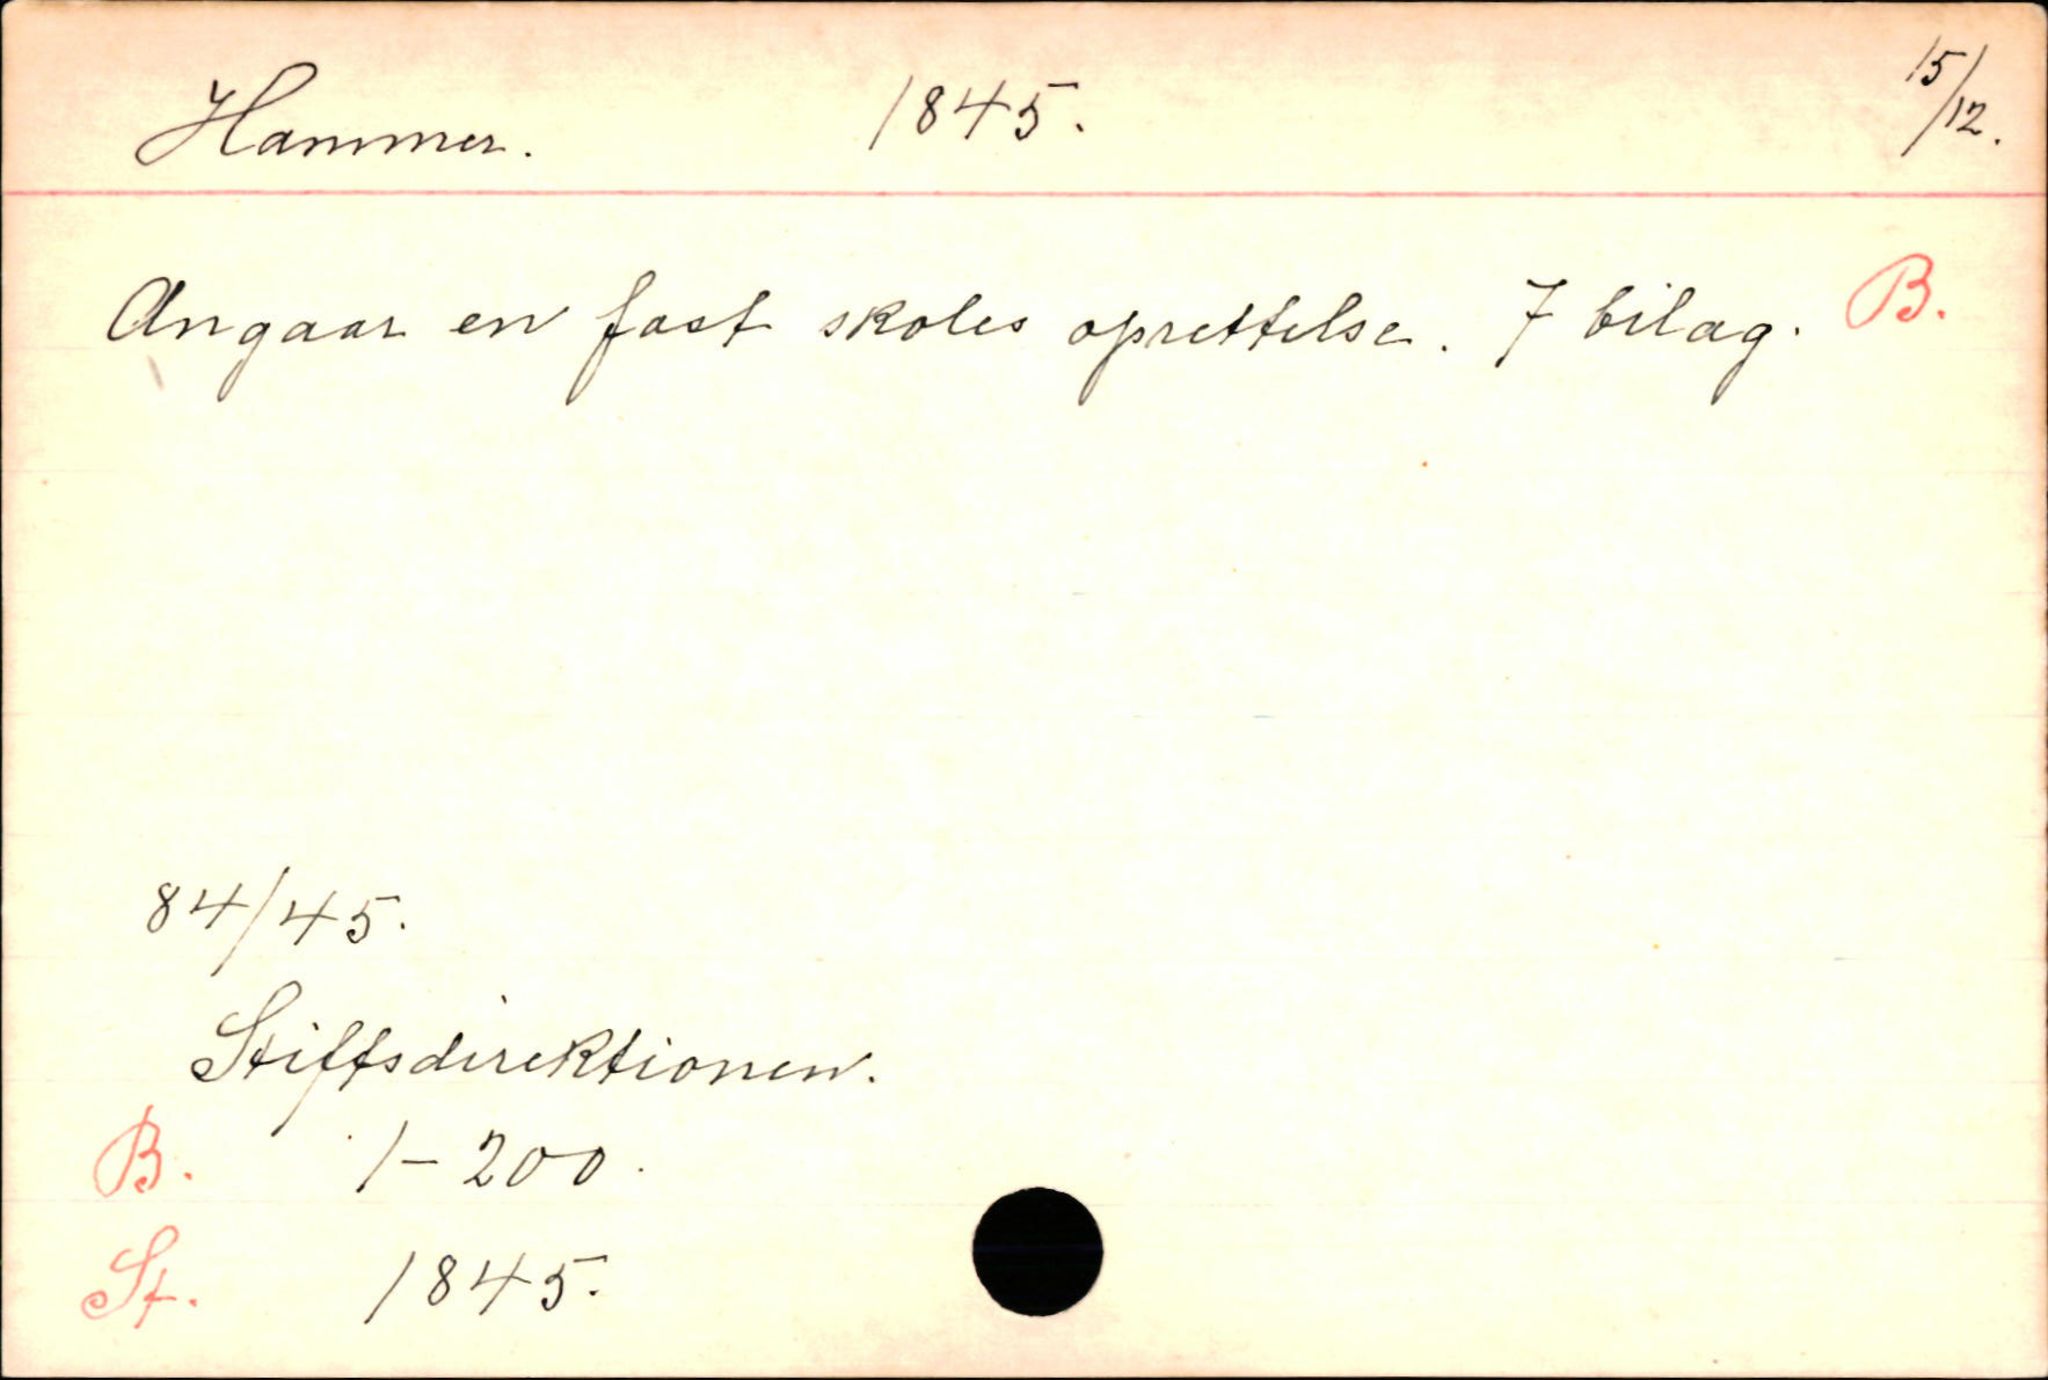 Hammer. 1845. 15/12.
Angaar en fast skoles oprettelse. 7 bilag. B.
84/45.
Stiftsdirektionen.
B. 1-200.
St. 1845.